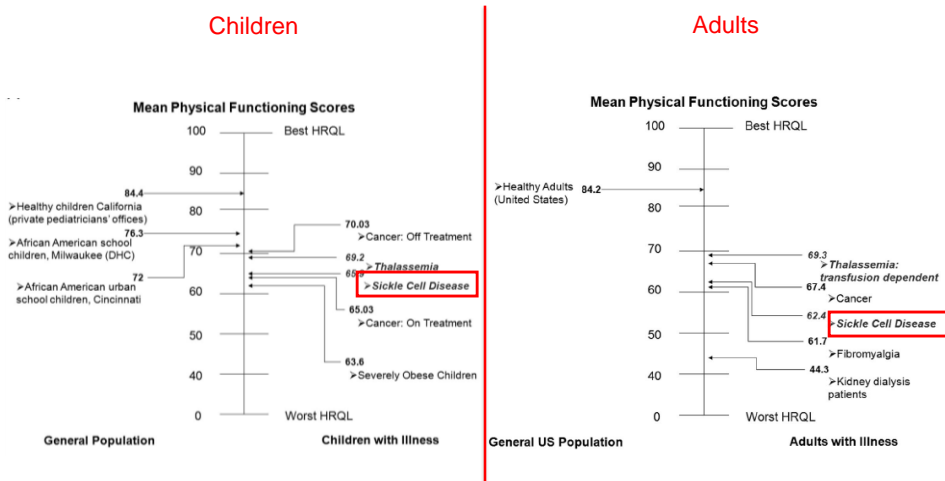 Children
Mean Physical Functioning Scores
100
Best HRQL
90
84.4
➢Healthy children California
(private pediatricians' offices)
80
76.3
➢African American school
children, Milwaukee (DHC)
70
72
➢African American urban
school children, Cincinnati
70.03
➢Cancer: Off Treatment
69.2
➢Thalassemia
65.9
➢Sickle Cell Disease
60
65.03
➢Cancer: On Treatment
50
63.6
➢Severely Obese Children
40
0
Worst HRQL
General Population
Children with Illness
Adults
Mean Physical Functioning Scores
100
Best HRQL
90
➢Healthy Adults
(United States)
84.2
80
70
69.3
➢Thalassemia:
transfusion dependent
67.4
➢Cancer
60
62.4
➢Sickle Cell Disease
61.7
➢Fibromyalgia
50
44.3
➢Kidney dialysis
patients
40
0
Worst HRQL
General US Population
Adults with Illness